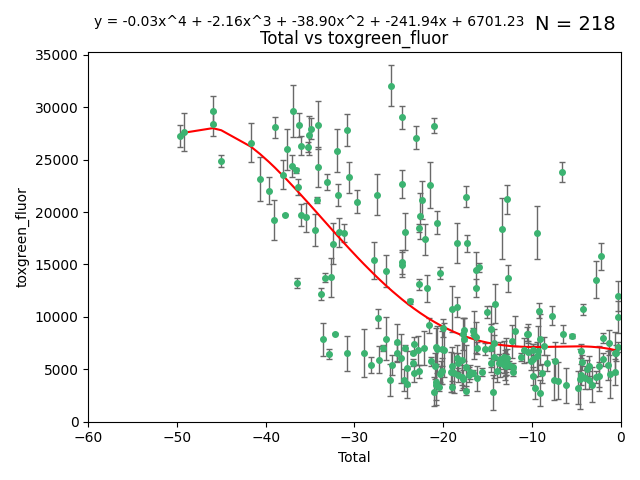 y = -0.03x^4 + -2.16x^3 + -38.90x^2 + -241.94x + 6701.23 N = 218
Total vs toxgreen_fluor
35000
30000
25000
20000
15000
10000
5000
0
toxgreen_fluor
−60 −50 −40 −30 −20 −10 0
Total